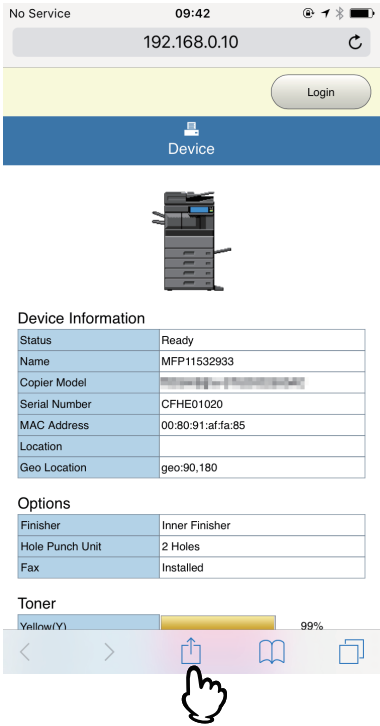 No Service 09:42
192.168.0.10
Login
Device
Device Information
Status Ready
Name MFP11532933
Copier Model
Serial Number CFHE01020
MAC Address 00:80:91:af:fa:85
Location
Geo Location geo:90,180
Options
Finisher Inner Finisher
Hole Punch Unit 2 Holes
Fax Installed
Toner
Yellow(Y) 99%